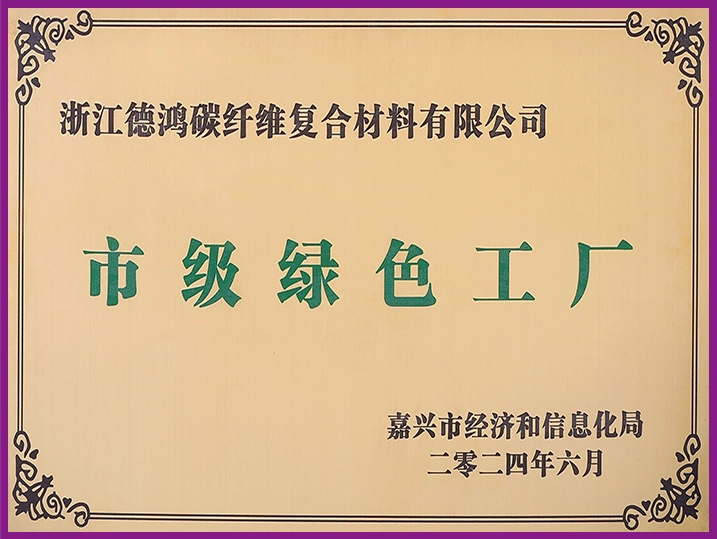 浙江德鸿碳纤维复合材料有限公司
市级绿色工厂
嘉兴市经济和信息化局
二零二四年六月